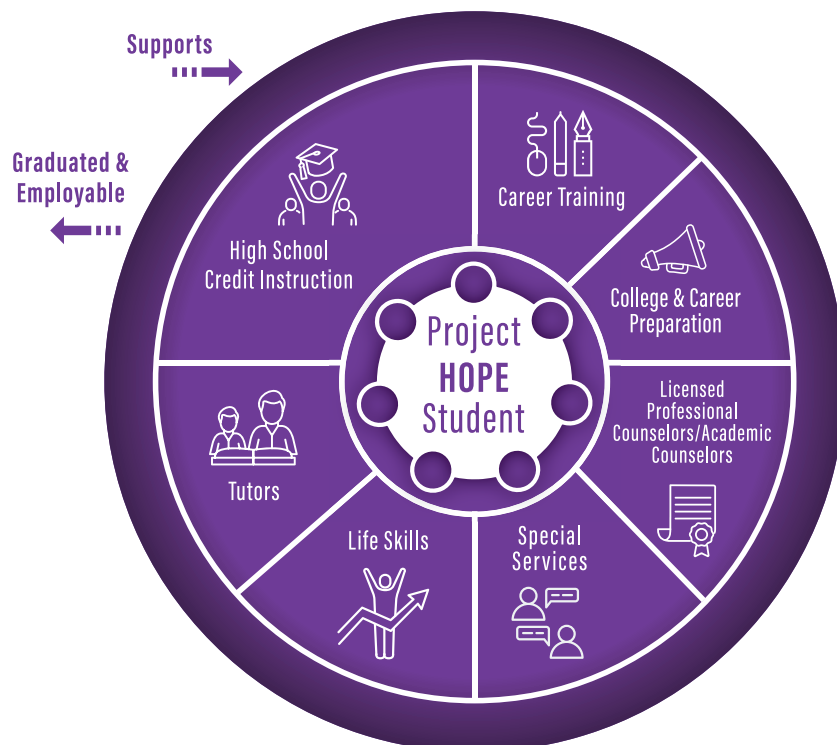 Supports
Graduated &
Employable
High School
Credit Instruction
Career Training
College & Career
Preparation
Licensed
Professional
Counselors/Academic
Counselors
Special
Services
Life Skills
Tutors
Project
HOPE
Student